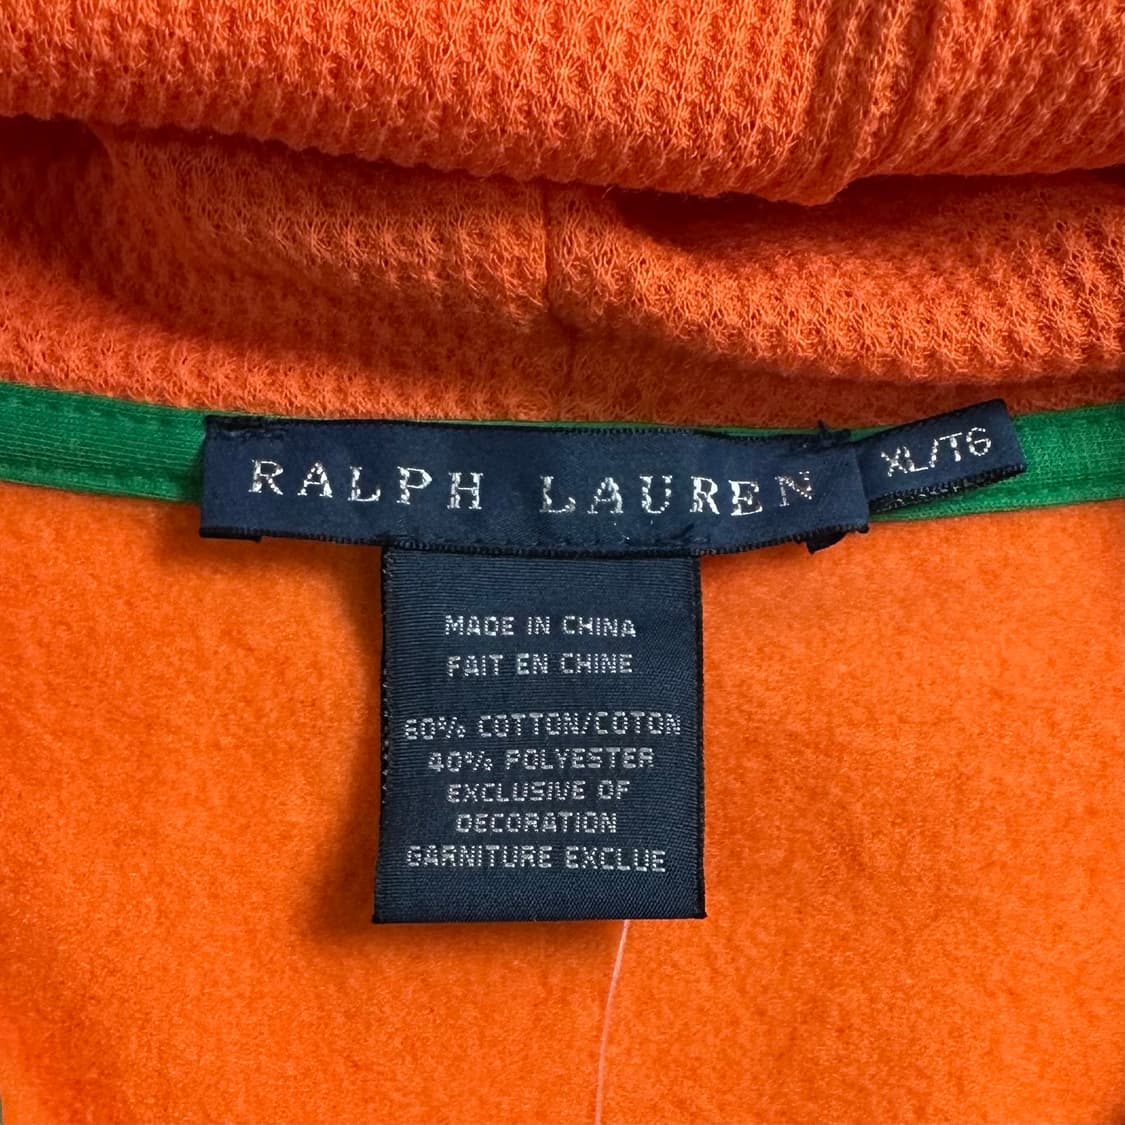 RALPH LAUREN
XL/TG
MADE IN CHINA
FAIT EN CHINE
60% COTTON/COTON
40% POLYESTER
EXCLUSIVE OF
DECORATION
GARNITURE EXCLUE